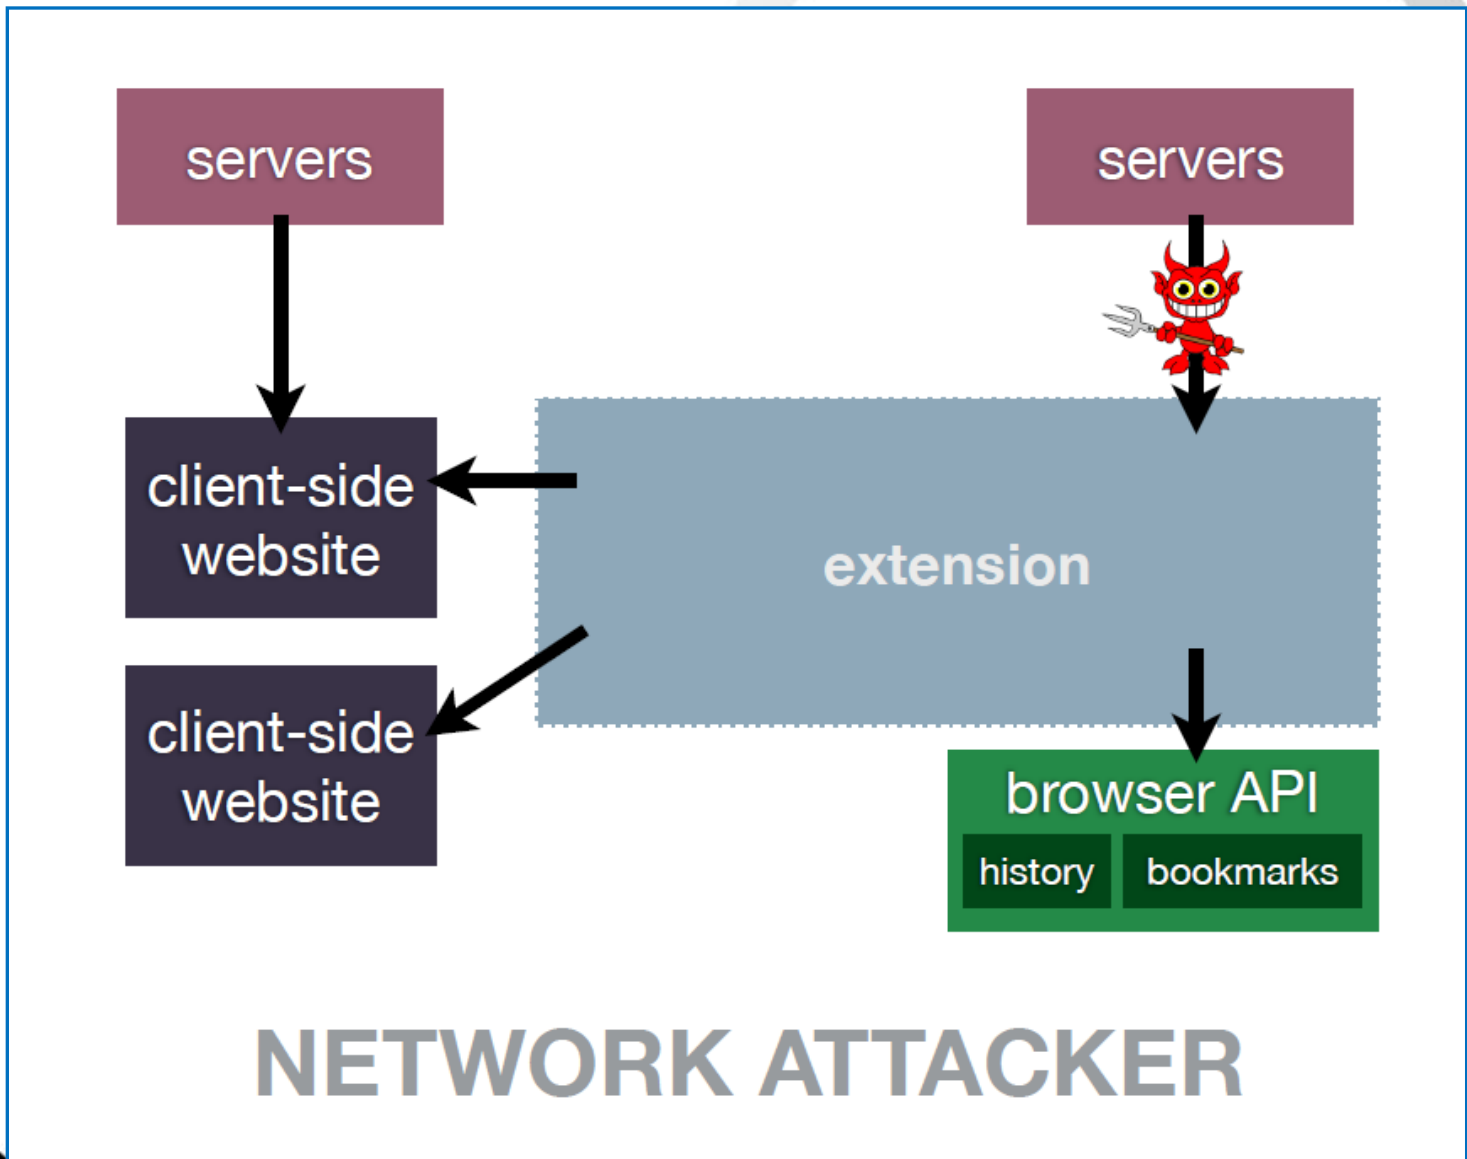 servers
servers
client-side
website
extension
client-side
website
browser API
history
bookmarks
NETWORK ATTACKER